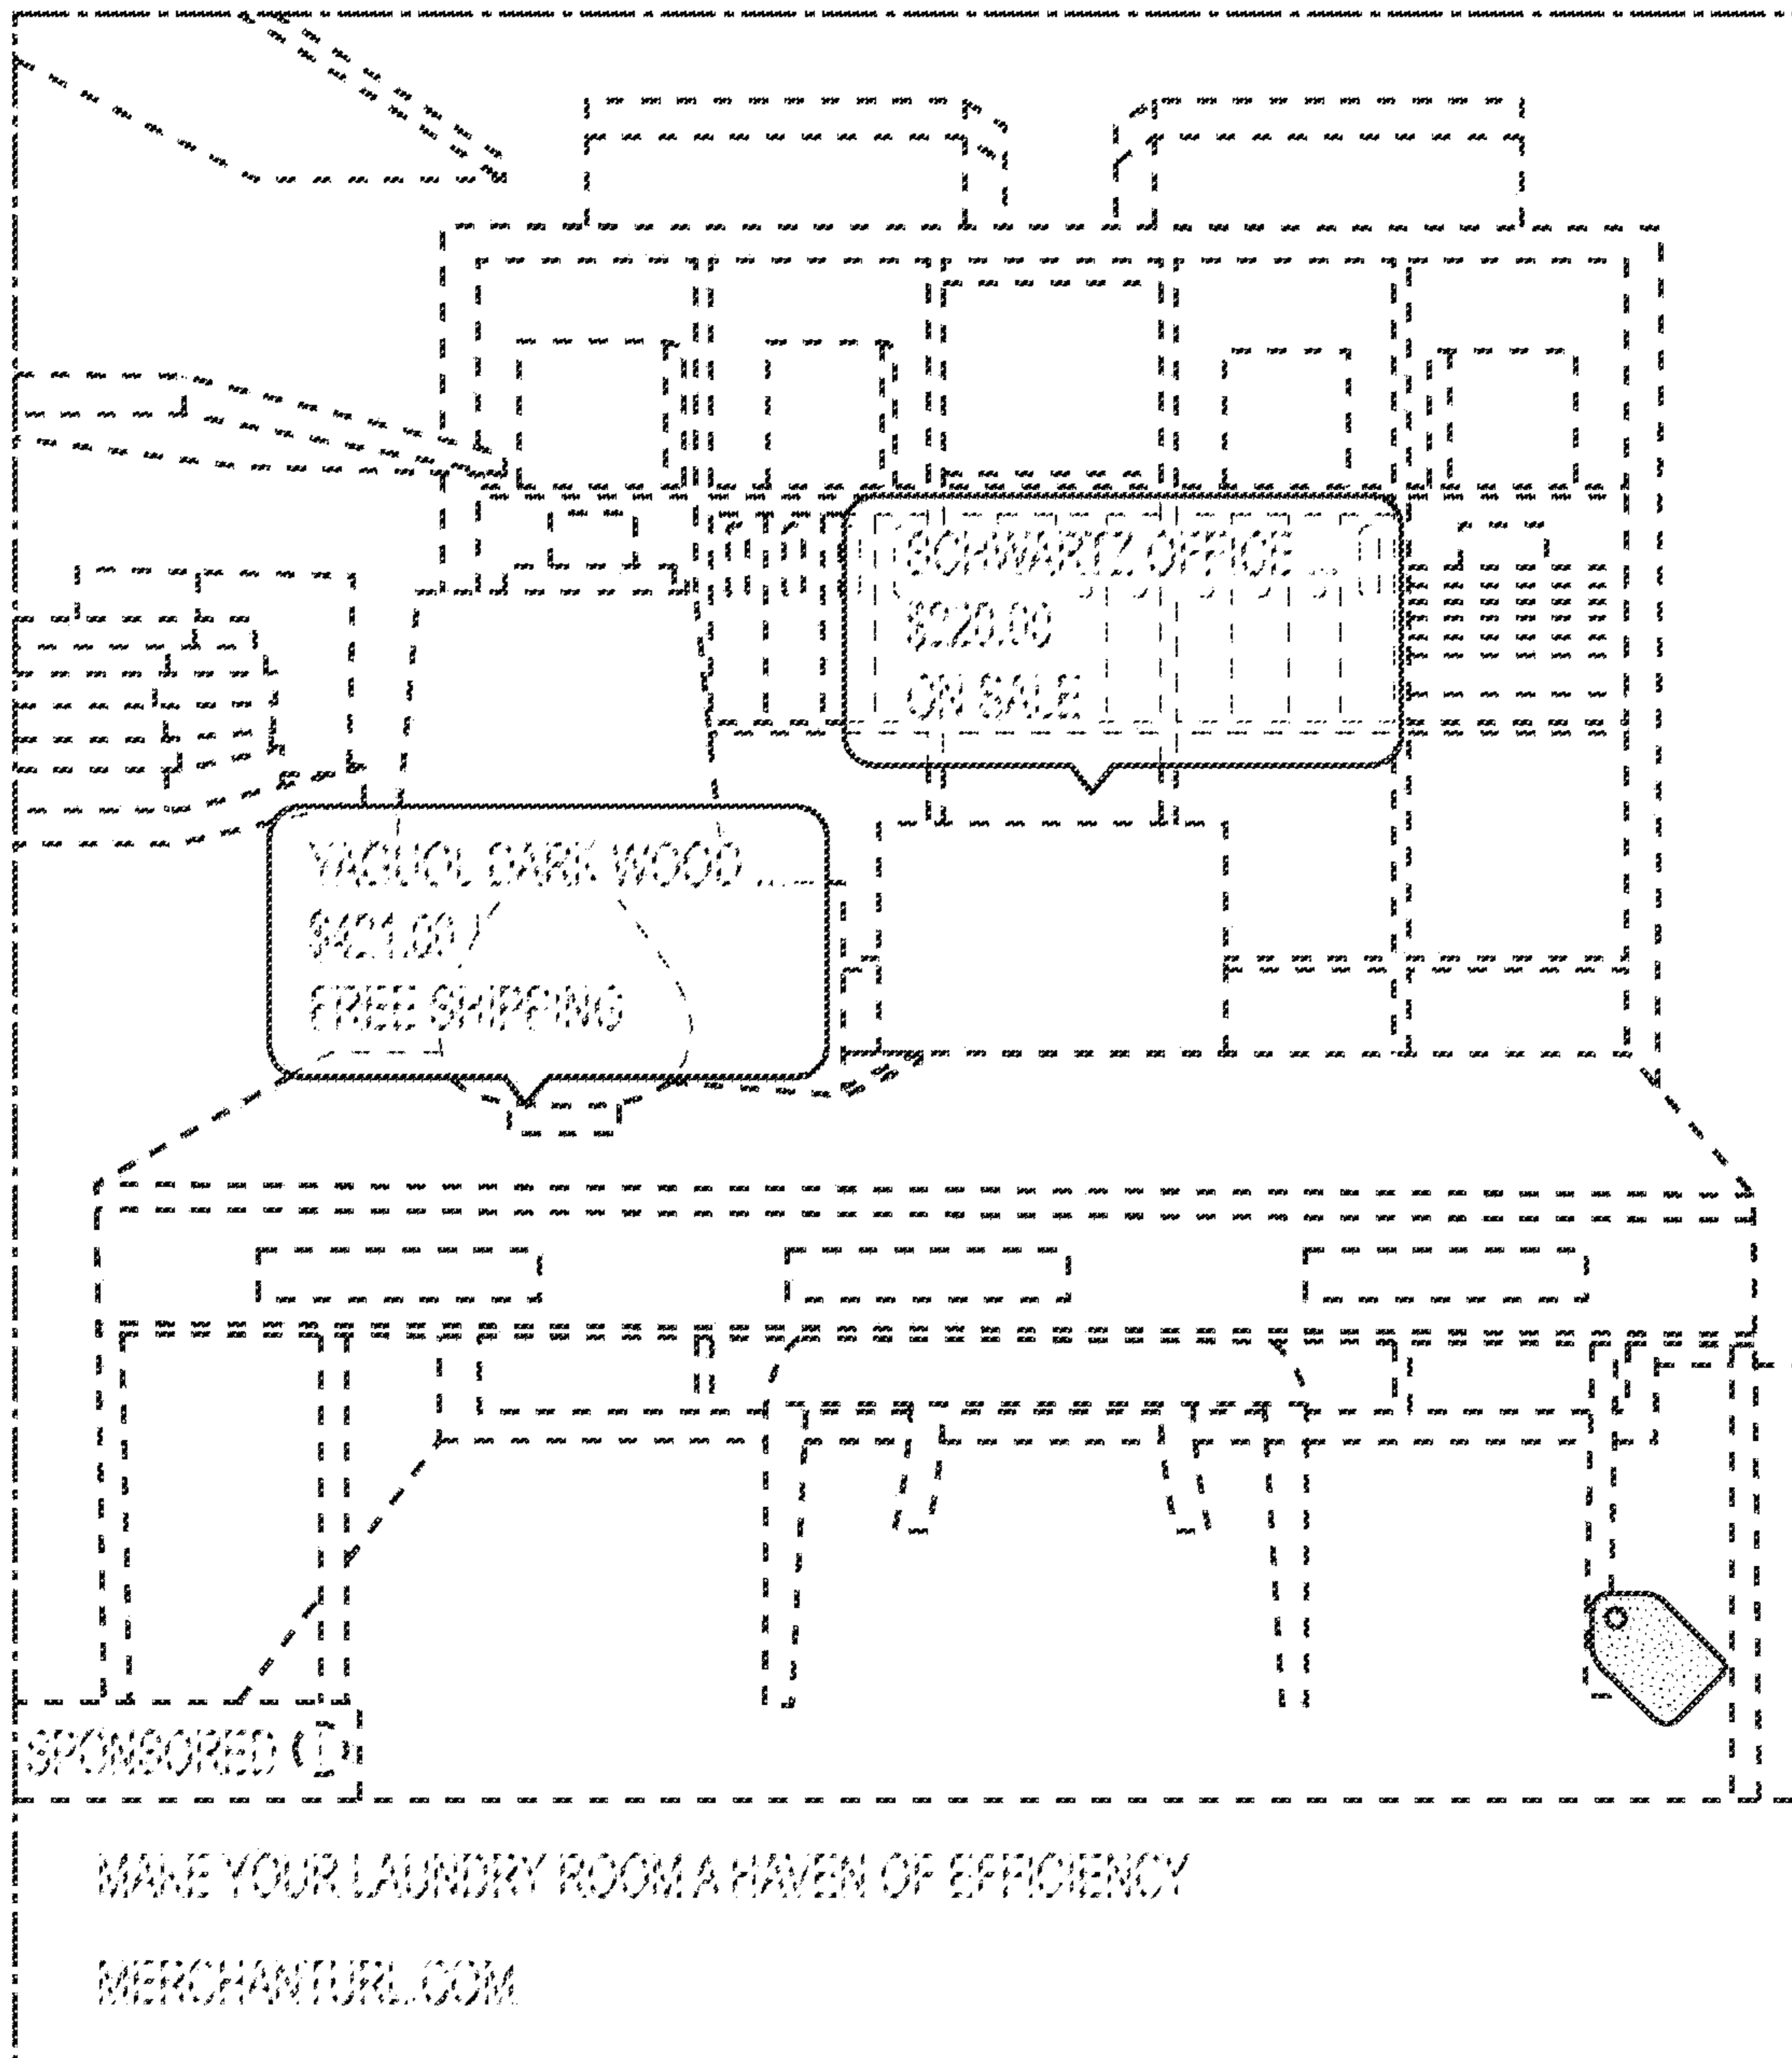 SCHWARTZ OFFICE ...
$220.00
ON SALE
YAGUOL DARK WOOD ...
$421.60
FREE SHIPPING
SPONSORED
MAKE YOUR LAUNDRY ROOM A HAVEN OF EFFICIENCY
MERCHANTURL.COM